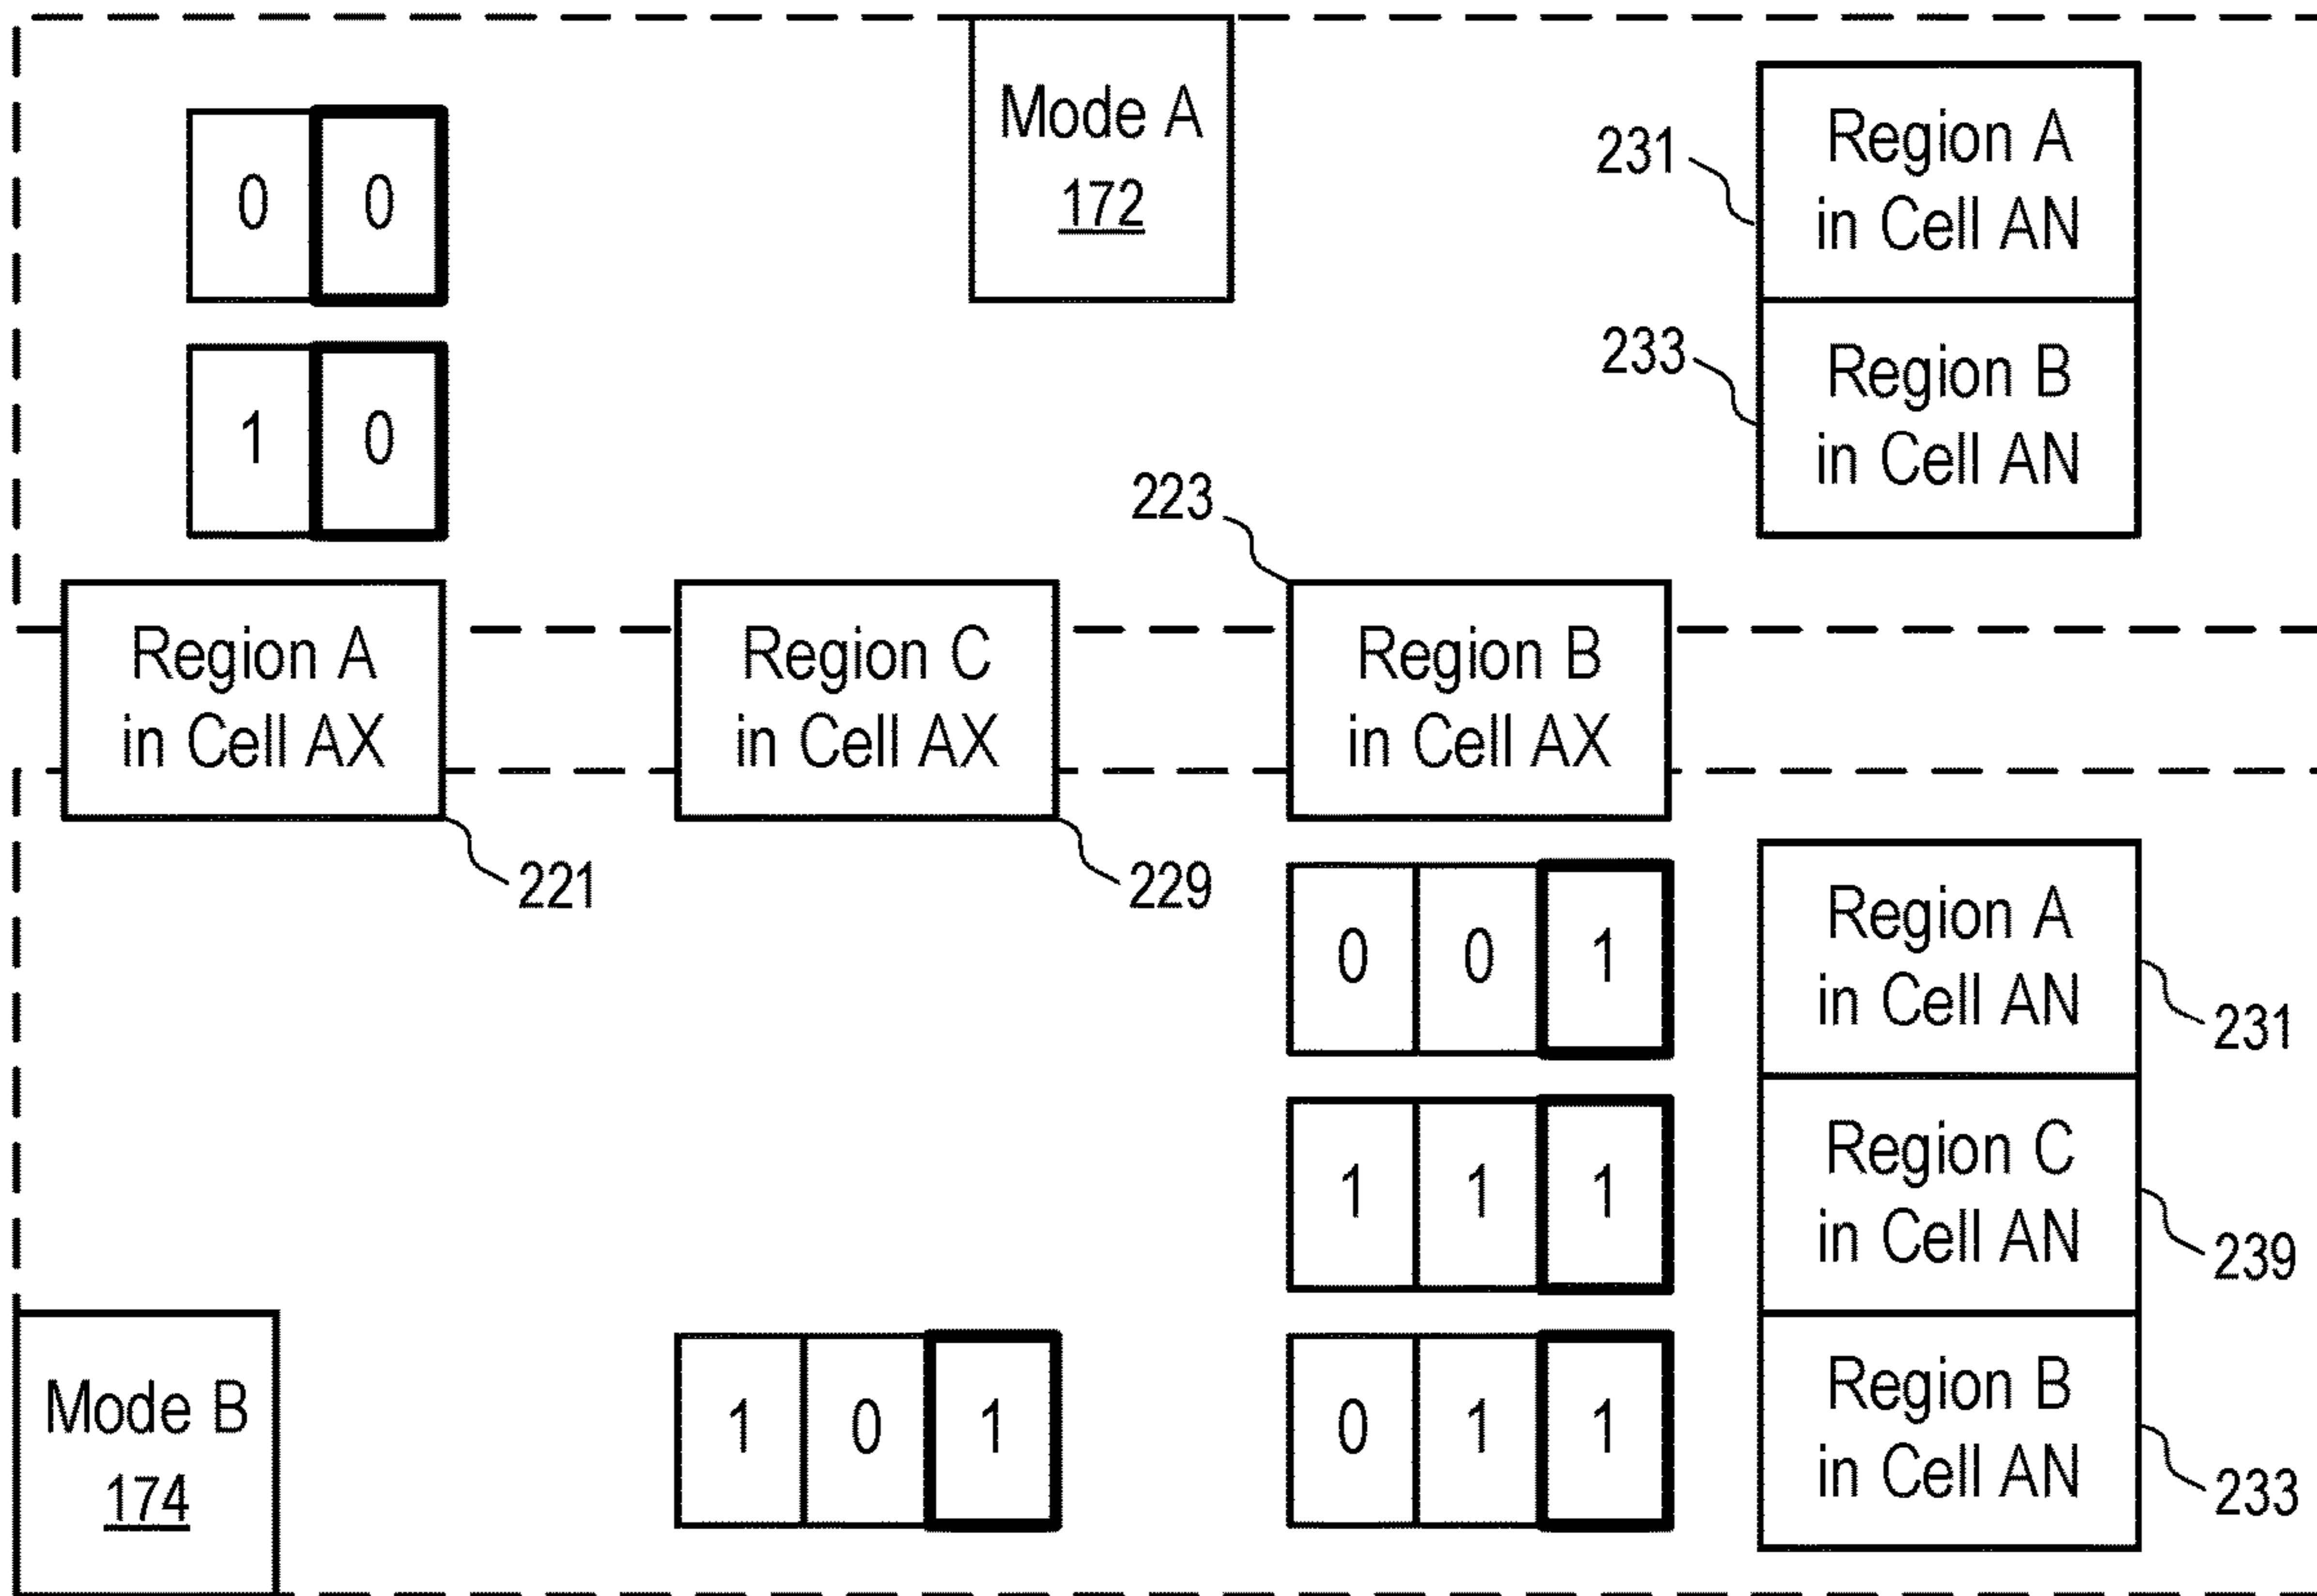 Mode A
172
231
Region A
in Cell AN
0 0
233
Region B
in Cell AN
1 0
223
Region A
in Cell AX
221
Region C
in Cell AX
229
Region B
in Cell AX
0 0 1
Region A
in Cell AN
231
1 1 1
Region C
in Cell AN
239
Mode B
174
1 0 1
0 1 1
Region B
in Cell AN
233